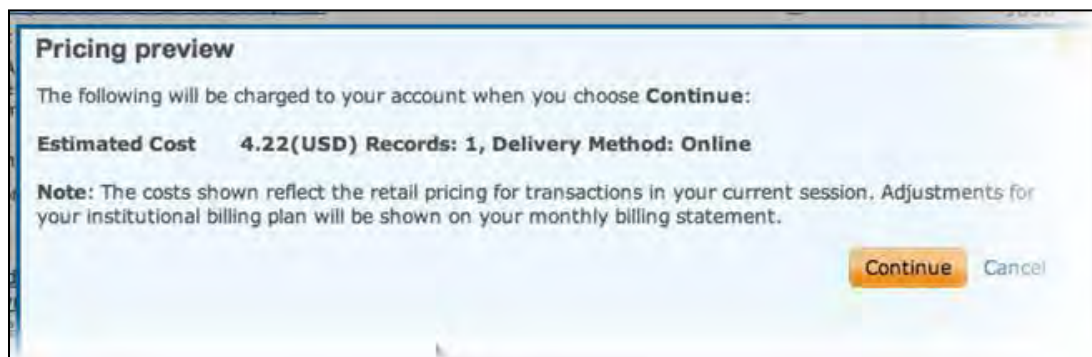 Pricing preview
The following will be charged to your account when you choose Continue:
Estimated Cost 4.22(USD) Records: 1, Delivery Method: Online
Note: The costs shown reflect the retail pricing for transactions in your current session. Adjustments for
your institutional billing plan will be shown on your monthly billing statement.
Continue Cancel